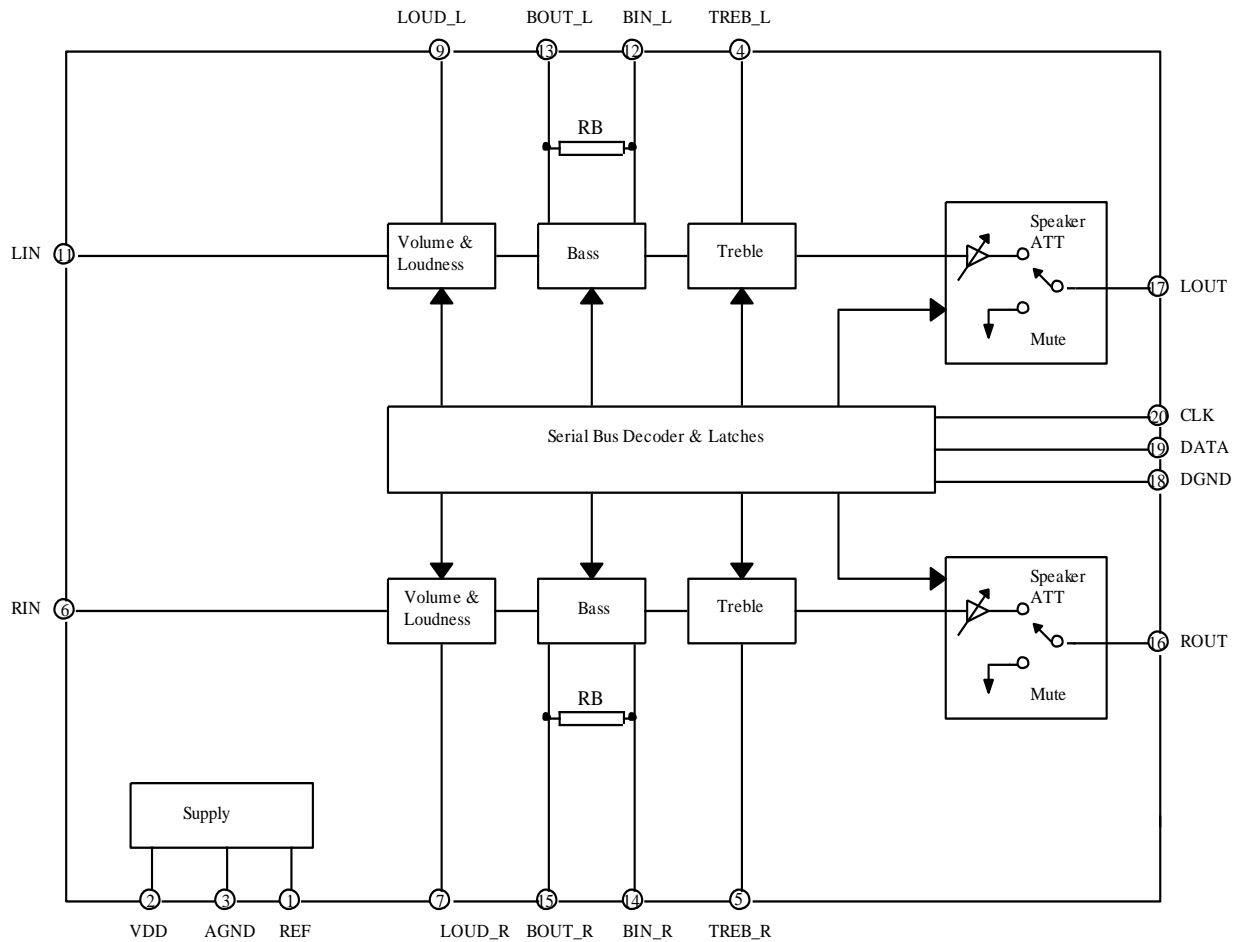 LOUD_L BOUT_L BIN_L TREB_L
9 13 12 4
RB
Volume &
Loudness
Bass
Treble
Speaker
ATT
Mute
LIN 11
17 LOUT
Serial Bus Decoder & Latches
20 CLK
19 DATA
18 DGND
RIN 6
Volume &
Loudness
Bass
Treble
Speaker
ATT
Mute
16 ROUT
RB
Supply
2 3 1 7 15 14 5
VDD AGND REF LOUD_R BOUT_R BIN_R TREB_R